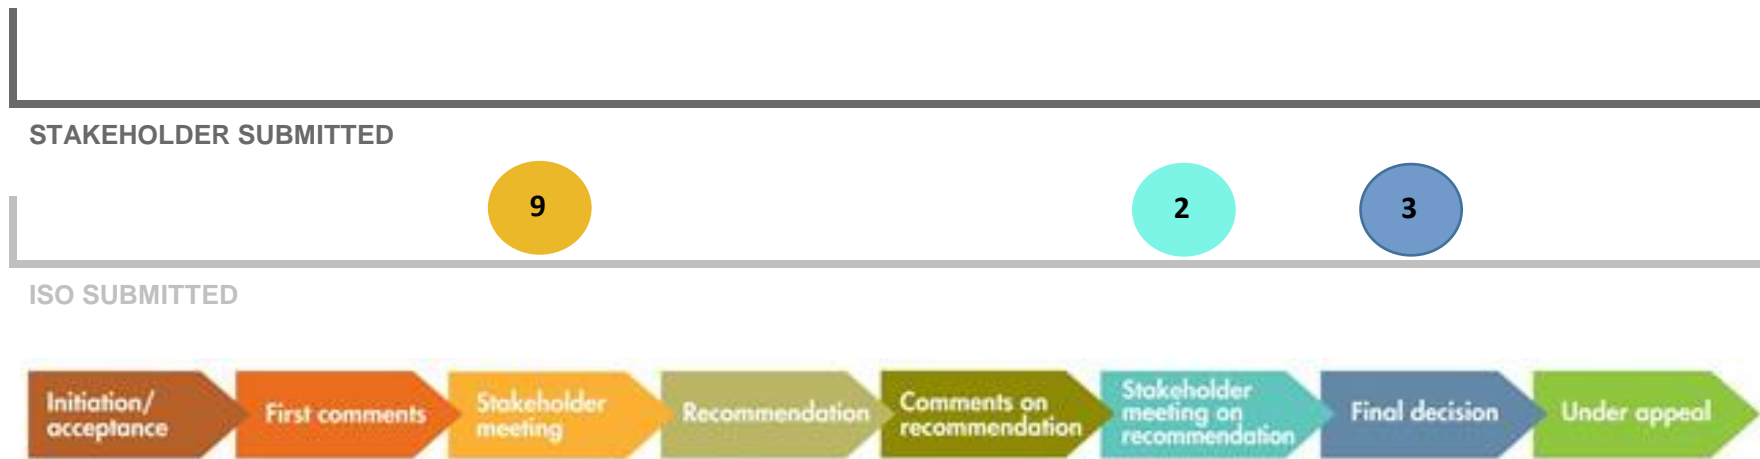 STAKEHOLDER SUBMITTED
9
2
3
ISO SUBMITTED
Initiation/
acceptance
First comments
Stakeholder
meeting
Recommendation
Comments on
recommendation
Stakeholder
meeting on
recommendation
Final decision
Under appeal